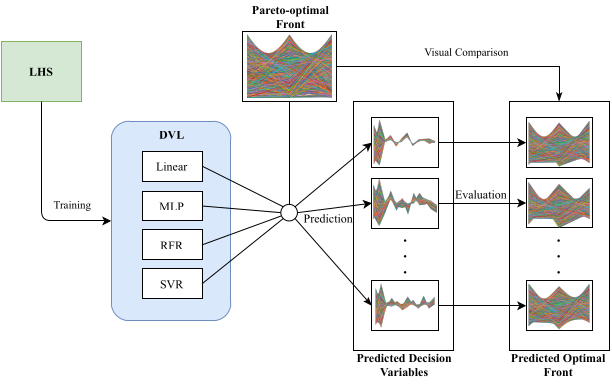 Pareto-optimal
Front
LHS
Visual Comparison
DVL
Linear
MLP
RFR
SVR
Training
Prediction
Evaluation
Predicted Decision
Variables
Predicted Optimal
Front